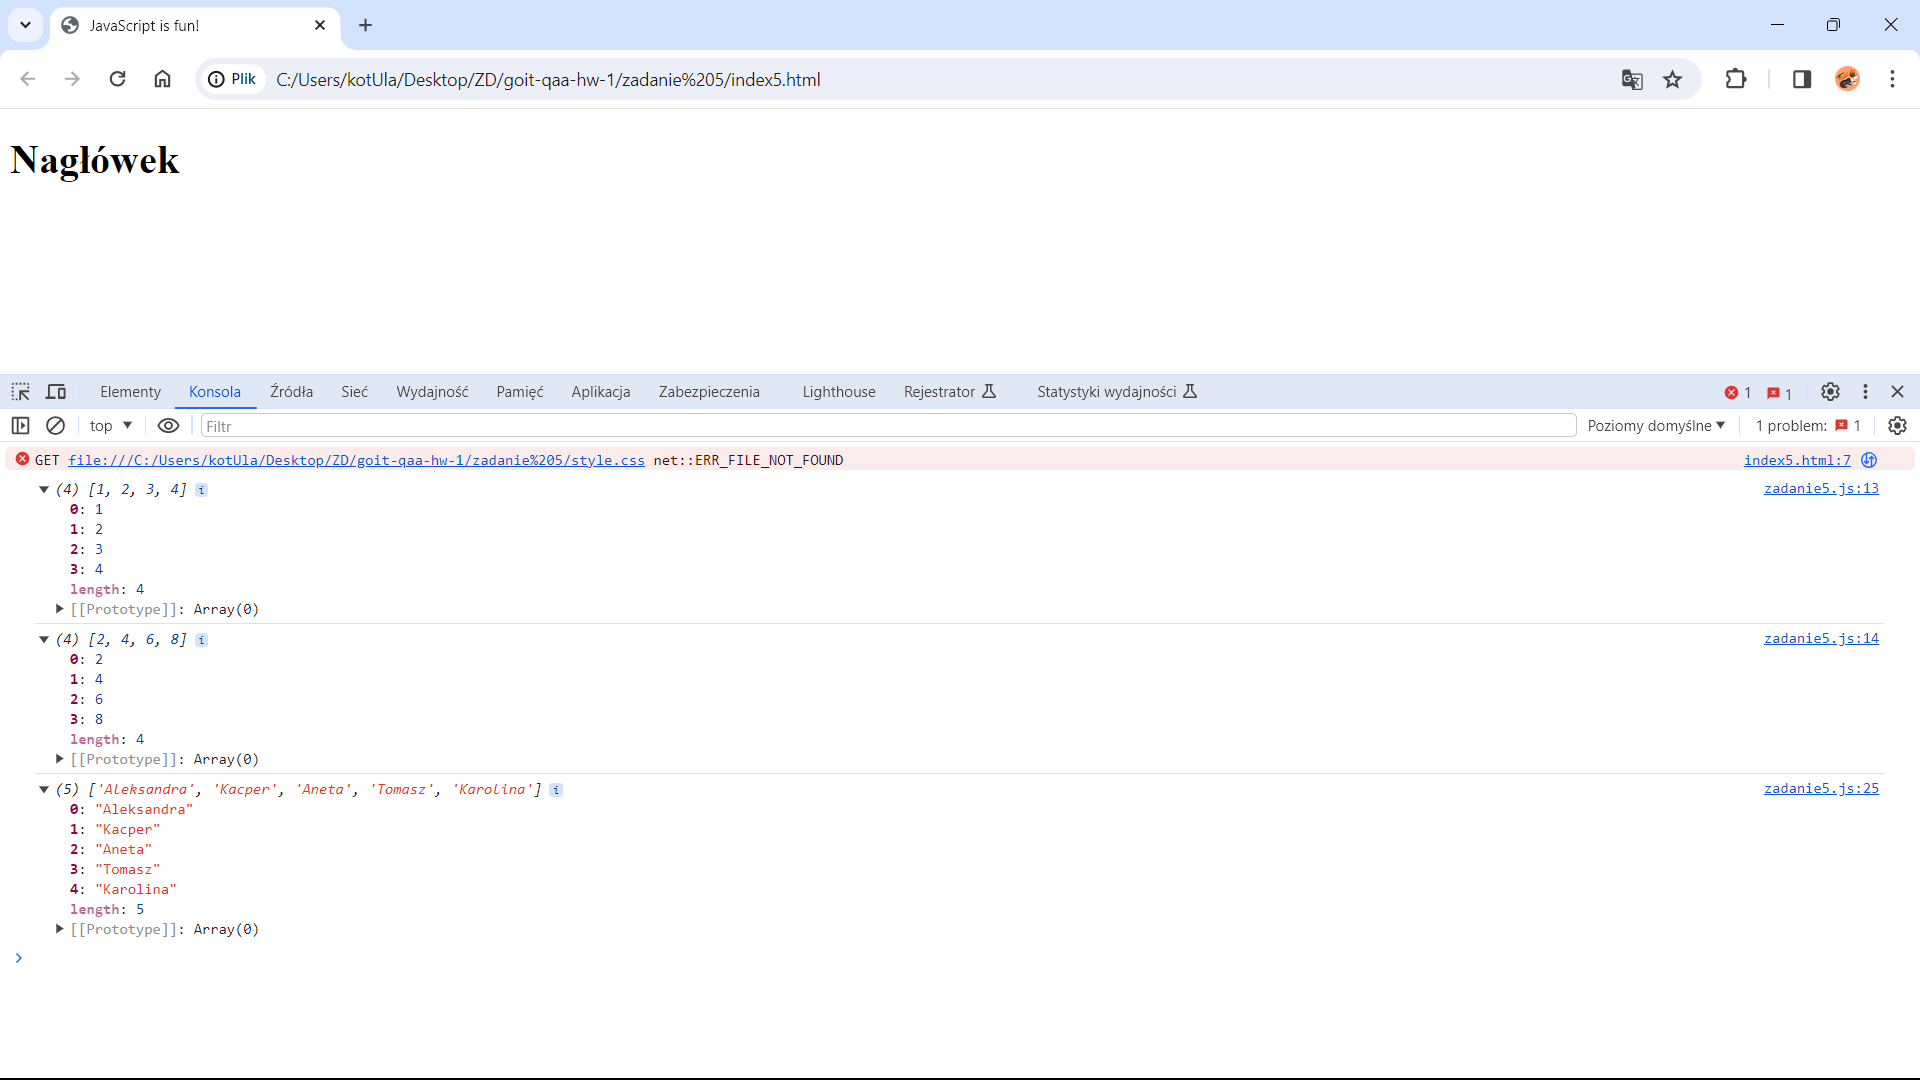 JavaScript is fun!
Plik C:/Users/kotUla/Desktop/ZD/goit-qaa-hw-1/zadanie%205/index5.html
Nagłówek
Elementy Konsola Źródła Sieć Wydajność Pamięć Aplikacja Zabezpieczenia Lighthouse Rejestrator Statystyki wydajności 1 1
top Filtr Poziomy domyślne 1 problem: 1
GET file:///C:/Users/kotUla/Desktop/ZD/goit-qaa-hw-1/zadanie%205/style.css net::ERR_FILE_NOT_FOUND index5.html:7
(4) [1, 2, 3, 4] i zadanie5.js:13
0: 1
1: 2
2: 3
3: 4
length: 4
[[Prototype]]: Array(0)
(4) [2, 4, 6, 8] i zadanie5.js:14
0: 2
1: 4
2: 6
3: 8
length: 4
[[Prototype]]: Array(0)
(5) ['Aleksandra', 'Kacper', 'Aneta', 'Tomasz', 'Karolina'] i zadanie5.js:25
0: "Aleksandra"
1: "Kacper"
2: "Aneta"
3: "Tomasz"
4: "Karolina"
length: 5
[[Prototype]]: Array(0)